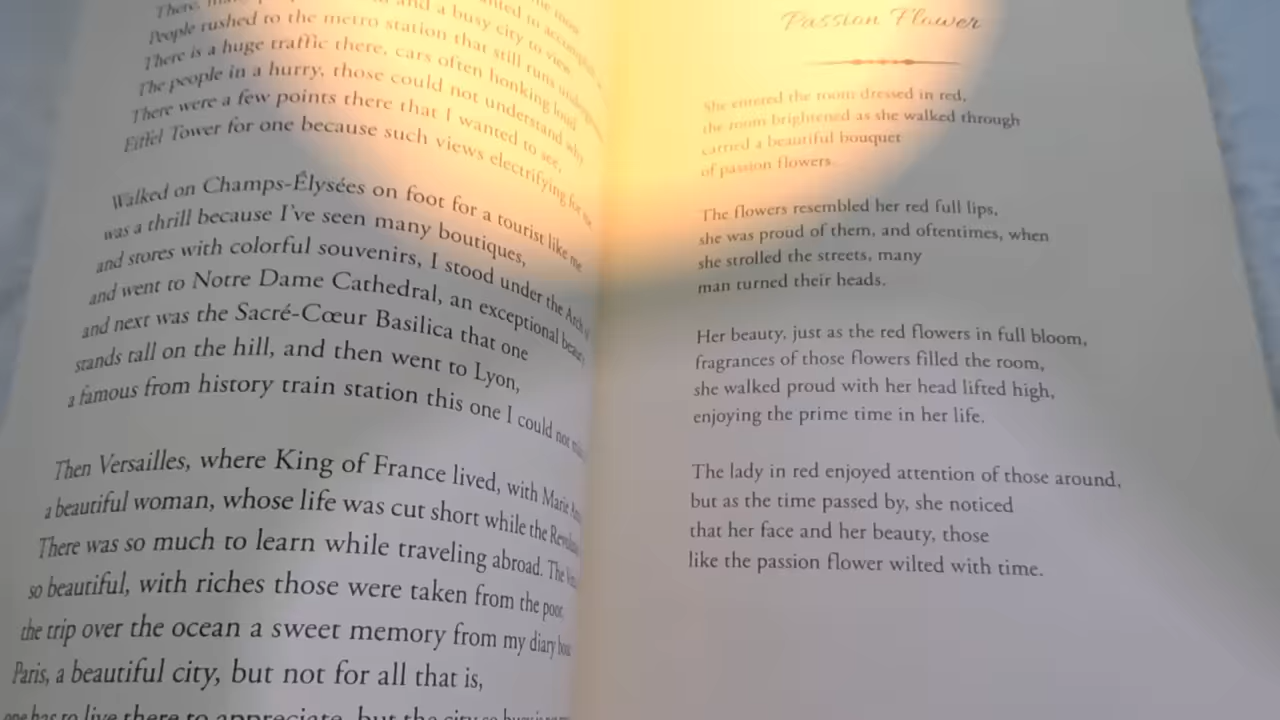 There,
People rushed to the metro station that still runs
There is a huge traffic there, cars often honking loud
The people in a hurry, those could not understand why
There were a few points there that I wanted to see,
Eiffel Tower for one because such views electrifying for me
Walked on Champs-Élysées on foot for a tourist like me
was a thrill because I've seen many boutiques,
and stores with colorful souvenirs, I stood under the Arch
and went to Notre Dame Cathedral, an exceptional beauty
and next was the Sacré-Cœur Basilica that one
stands tall on the hill, and then went to Lyon,
a famous from history train station this one I could not
Then Versailles, where King of France lived, with Marie
a beautiful woman, whose life was cut short while the
There was so much to learn while traveling abroad. The
so beautiful, with riches those were taken from the poor.
the trip over the ocean a sweet memory from my diary
Paris, a beautiful city, but not for all that is,
one has to live there to appreciate, but the city so
Passion Flower
She entered the room dressed in red,
the room brightened as she walked through
carried a beautiful bouquet
of passion flowers.
The flowers resembled her red full lips,
she was proud of them, and oftentimes, when
she strolled the streets, many
man turned their heads.
Her beauty, just as the red flowers in full bloom,
fragrances of those flowers filled the room,
she walked proud with her head lifted high,
enjoying the prime time in her life.
The lady in red enjoyed attention of those around,
but as the time passed by, she noticed
that her face and her beauty, those
like the passion flower wilted with time.